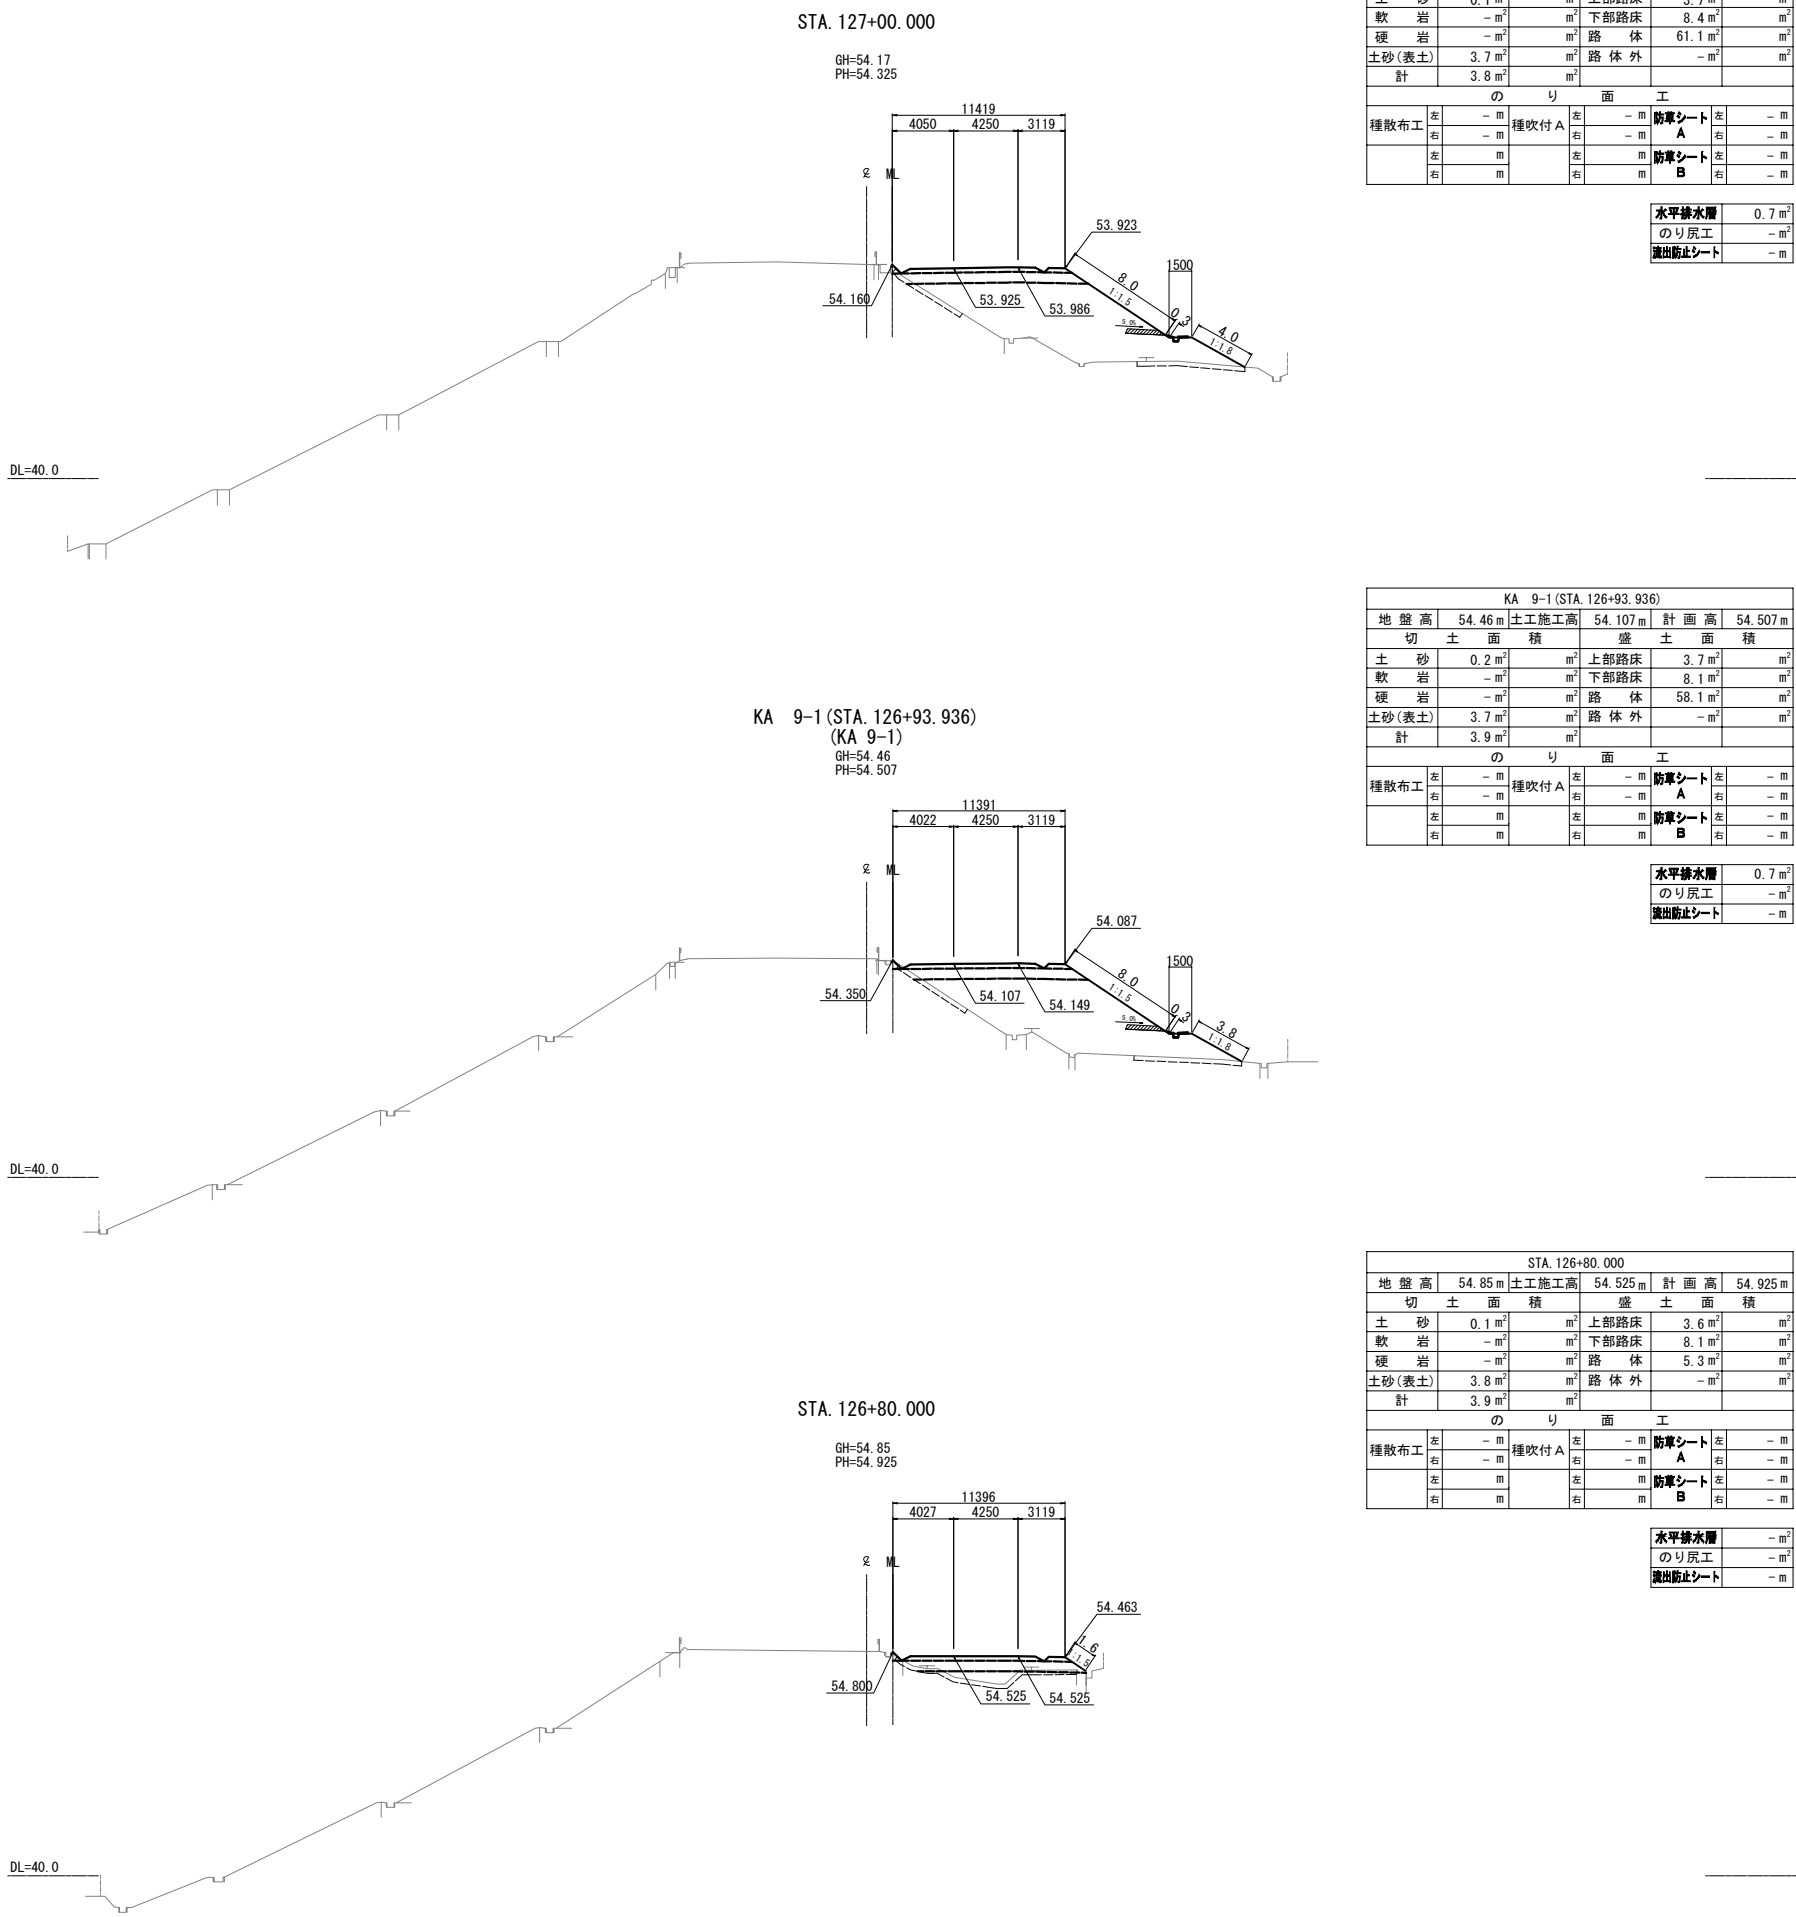 STA.127+00.000
GH=54.17
PH=54.325
11419
4050 4250 3119
℄ ML
53.923
1500
8.0
1:1.5
54.160
53.925
53.986
0.3
5.0%
4.0
1:1.8
DL=40.0
土 砂 0.1 m² m² 上部路床 3.7 m² m²
軟 岩 - m² m² 下部路床 8.4 m² m²
硬 岩 - m² m² 路 体 61.1 m² m²
土砂(表土) 3.7 m² m² 路 体 外 - m² m²
計 3.8 m² m²
の り 面 工
種散布工 左 - m 種吹付A 左 - m 防草シート A 左 - m
右 - m 右 - m 右 - m
左 m 左 m 防草シート B 左 - m
右 m 右 m 右 - m
水平排水層 0.7 m²
のり尻工 - m²
流出防止シート - m
KA 9-1(STA.126+93.936)
(KA 9-1)
GH=54.46
PH=54.507
11391
4022 4250 3119
℄ ML
54.087
1500
8.0
1:1.5
54.350
54.107
54.149
0.3
5.0%
3.8
1:1.8
DL=40.0
KA 9-1(STA.126+93.936)
地 盤 高 54.46 m 土工施工高 54.107 m 計 画 高 54.507 m
切 土 面 積 盛 土 面 積
土 砂 0.2 m² m² 上部路床 3.7 m² m²
軟 岩 - m² m² 下部路床 8.1 m² m²
硬 岩 - m² m² 路 体 58.1 m² m²
土砂(表土) 3.7 m² m² 路 体 外 - m² m²
計 3.9 m² m²
の り 面 工
種散布工 左 - m 種吹付A 左 - m 防草シート A 左 - m
右 - m 右 - m 右 - m
左 m 左 m 防草シート B 左 - m
右 m 右 m 右 - m
水平排水層 0.7 m²
のり尻工 - m²
流出防止シート - m
STA.126+80.000
GH=54.85
PH=54.925
11396
4027 4250 3119
℄ ML
54.463
1.6
1:1.5
54.800
54.525
54.525
DL=40.0
STA.126+80.000
地 盤 高 54.85 m 土工施工高 54.525 m 計 画 高 54.925 m
切 土 面 積 盛 土 面 積
土 砂 0.1 m² m² 上部路床 3.6 m² m²
軟 岩 - m² m² 下部路床 8.1 m² m²
硬 岩 - m² m² 路 体 5.3 m² m²
土砂(表土) 3.8 m² m² 路 体 外 - m² m²
計 3.9 m² m²
の り 面 工
種散布工 左 - m 種吹付A 左 - m 防草シート A 左 - m
右 - m 右 - m 右 - m
左 m 左 m 防草シート B 左 - m
右 m 右 m 右 - m
水平排水層 - m²
のり尻工 - m²
流出防止シート - m